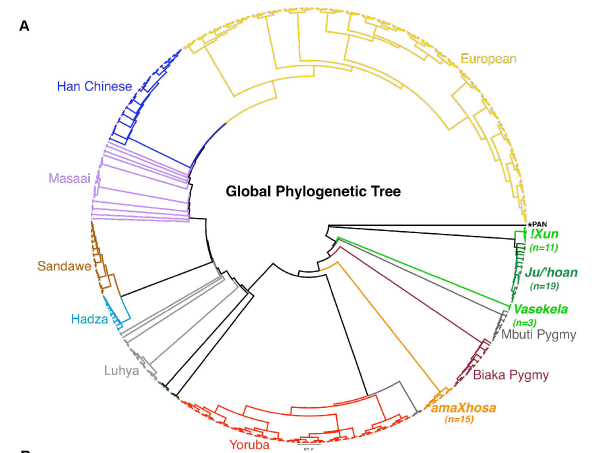 A
European
Han Chinese
Masaai
Global Phylogenetic Tree
*PAN
!Xun
(n=11)
Sandawe
Ju/'hoan
(n=19)
Hadza
Vasekela
(n=3)
Mbuti Pygmy
Luhya
Biaka Pygmy
amaXhosa
(n=15)
Yoruba